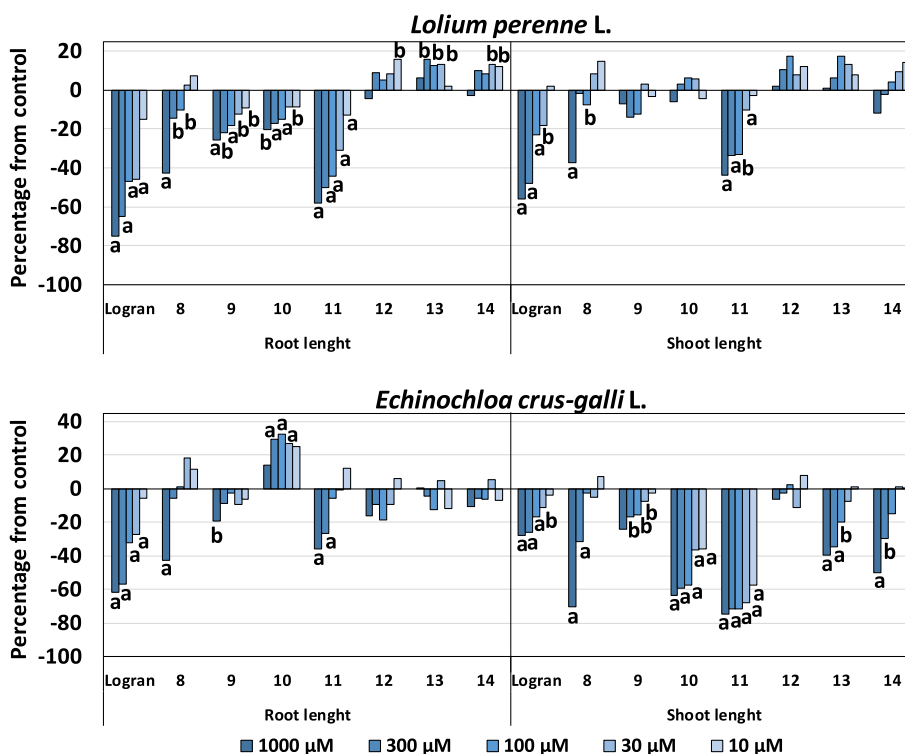 Lolium perenne L.
Percentage from control
20
0
-20
-40
-60
-80
-100
a a a a a b b b a b a b b b a a b b a a a a a b b b b b b
a a a b a b a a b a
Logran 8 9 10 11 12 13 14 Logran 8 9 10 11 12 13 14
Root lenght Shoot lenght
Echinochloa crus-galli L.
Percentage from control
40
20
0
-20
-40
-60
-80
-100
a a a a a b a a a a a
a a a b a a b b b a a a a a a a a a a a a a b a b
Logran 8 9 10 11 12 13 14 Logran 8 9 10 11 12 13 14
Root lenght Shoot lenght
1000 µM 300 µM 100 µM 30 µM 10 µM